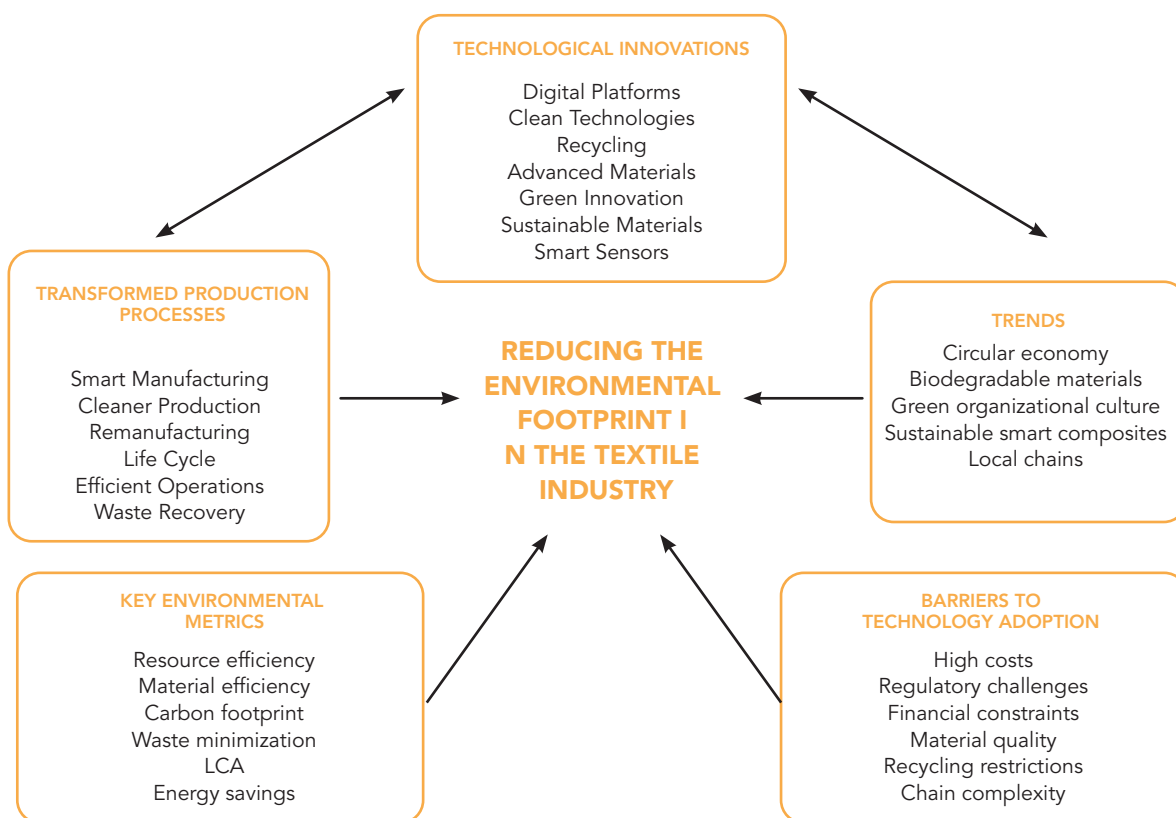 TECHNOLOGICAL INNOVATIONS
Digital Platforms
Clean Technologies
Recycling
Advanced Materials
Green Innovation
Sustainable Materials
Smart Sensors
TRANSFORMED PRODUCTION
PROCESSES
Smart Manufacturing
Cleaner Production
Remanufacturing
Life Cycle
Efficient Operations
Waste Recovery
REDUCING THE
ENVIRONMENTAL
FOOTPRINT I
N THE TEXTILE
INDUSTRY
TRENDS
Circular economy
Biodegradable materials
Green organizational culture
Sustainable smart composites
Local chains
KEY ENVIRONMENTAL
METRICS
Resource efficiency
Material efficiency
Carbon footprint
Waste minimization
LCA
Energy savings
BARRIERS TO
TECHNOLOGY ADOPTION
High costs
Regulatory challenges
Financial constraints
Material quality
Recycling restrictions
Chain complexity